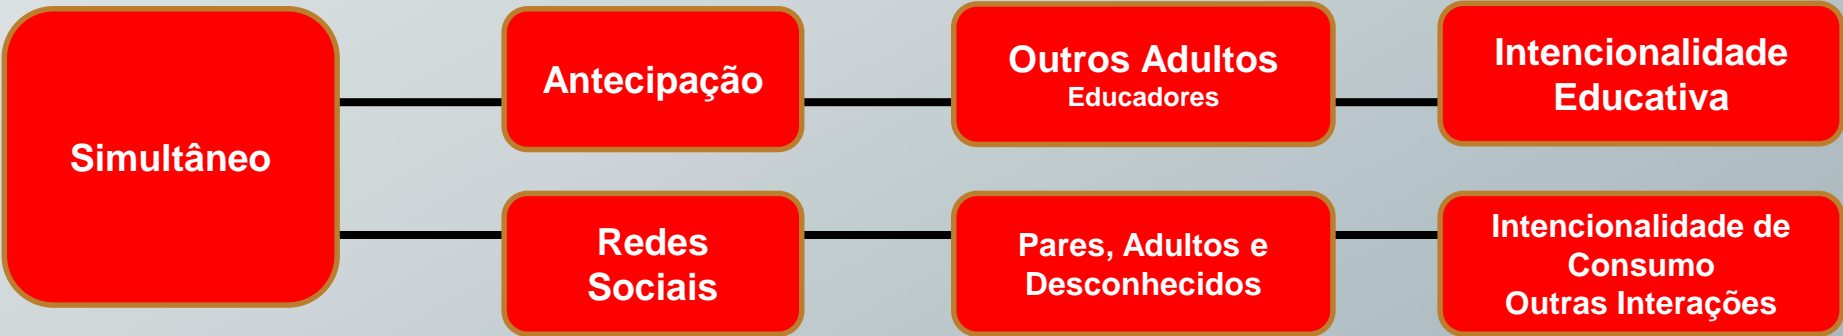 Simultâneo
Antecipação
Outros Adultos
Educadores
Intencionalidade
Educativa
Redes
Sociais
Pares, Adultos e
Desconhecidos
Intencionalidade de
Consumo
Outras Interações